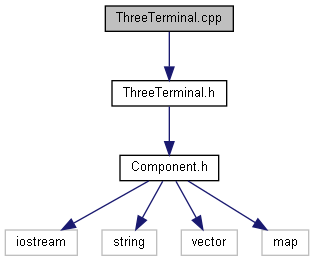 ThreeTerminal.cpp
ThreeTerminal.h
Component.h
iostream
string
vector
map